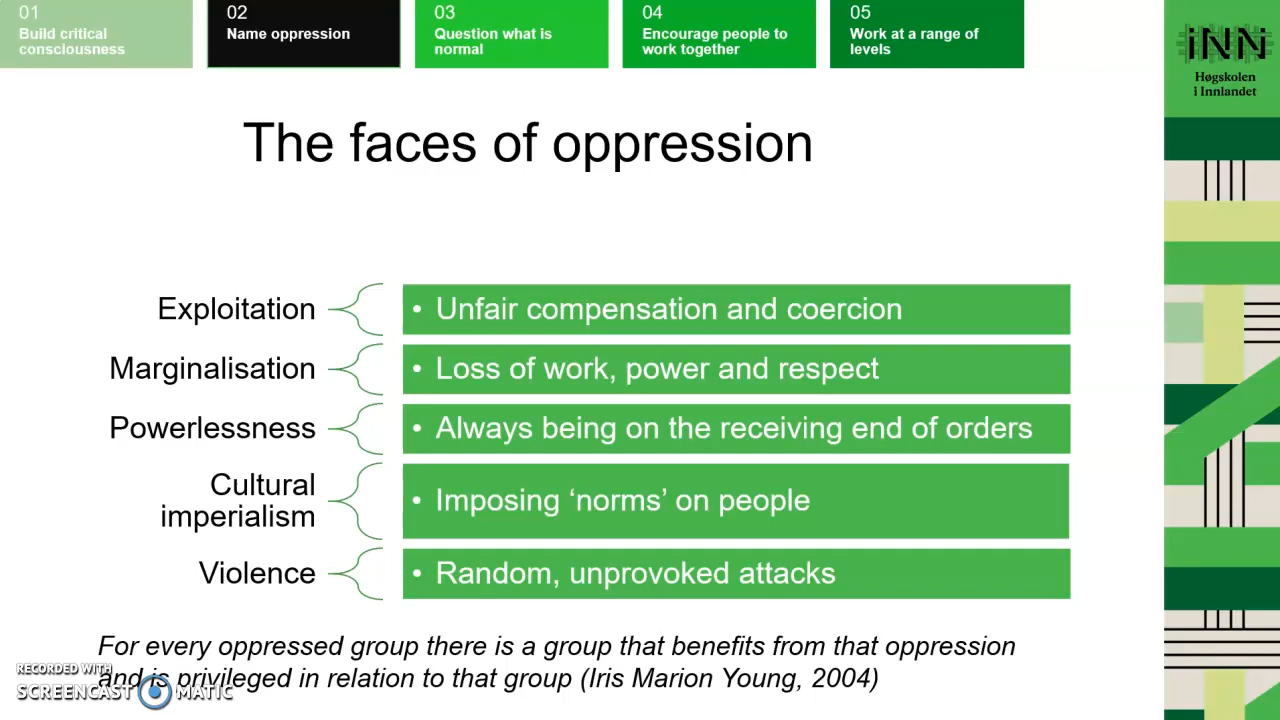 01
Build critical
consciousness
02
Name oppression
03
Question what is
normal
04
Encourage people to
work together
05
Work at a range of
levels
iNN
Høgskolen
i Innlandet
The faces of oppression
Exploitation
• Unfair compensation and coercion
Marginalisation
• Loss of work, power and respect
Powerlessness
• Always being on the receiving end of orders
Cultural
imperialism
• Imposing ‘norms’ on people
Violence
• Random, unprovoked attacks
For every oppressed group there is a group that benefits from that oppression
and is privileged in relation to that group (Iris Marion Young, 2004)
RECORDED WITH
SCREENCAST MATIC